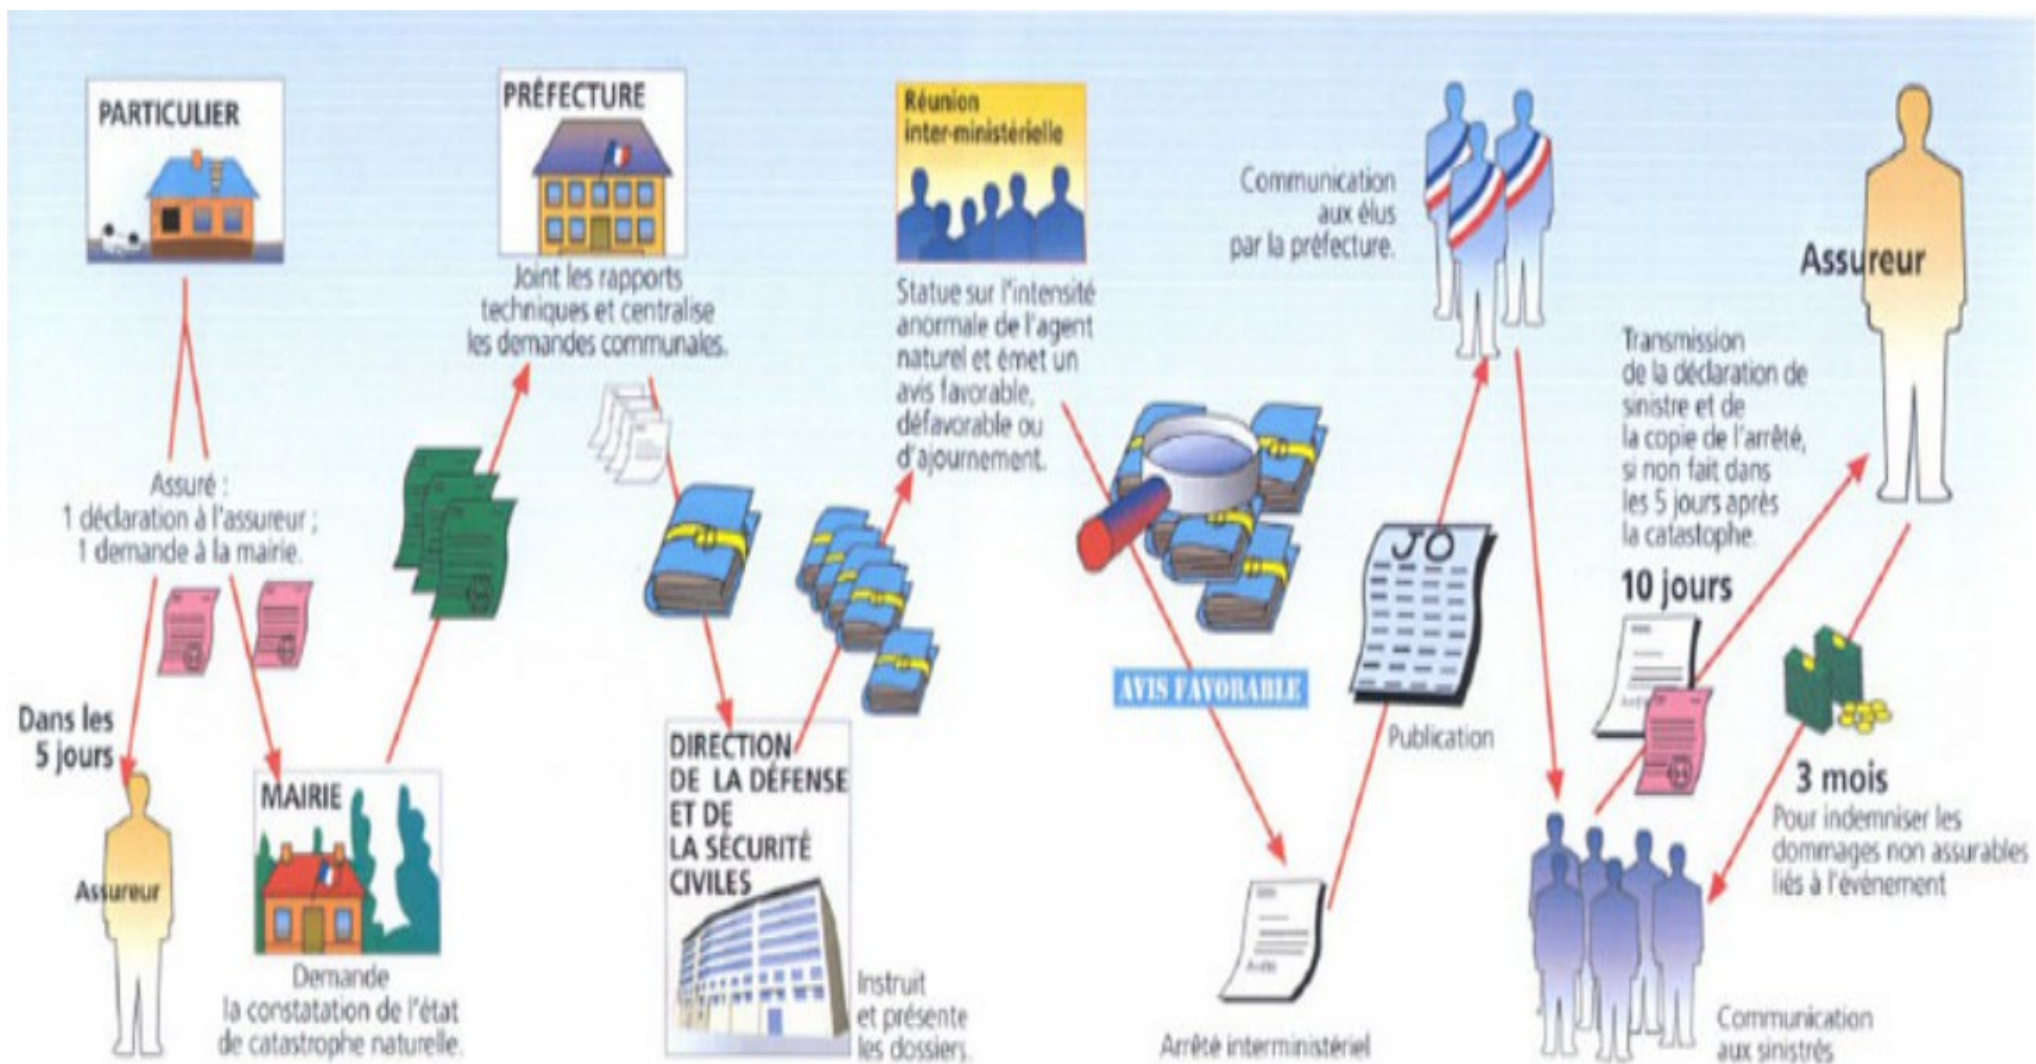 PARTICULIER
Assuré :
1 déclaration à l'assureur ;
1 demande à la mairie.
Dans les
5 jours
Assureur
MAIRIE
Demande
la constatation de l'état
de catastrophe naturelle.
PRÉFECTURE
Joint les rapports
techniques et centralise
les demandes communales.
DIRECTION
DE LA DÉFENSE
ET DE
LA SÉCURITÉ
CIVILES
Instruit
et présente
les dossiers.
Réunion
inter-ministérielle
Statue sur l'intensité
anormale de l'agent
naturel et émet un
avis favorable,
défavorable ou
d'ajournement.
AVIS FAVORABLE
Arrêté interministériel
JO
Publication
Communication
aux élus
par la préfecture.
Communication
aux sinistrés
Transmission
de la déclaration de
sinistre et de
la copie de l'arrêté,
si non fait dans
les 5 jours après
la catastrophe.
10 jours
Assureur
3 mois
Pour indemniser les
dommages non assurables
liés à l'événement